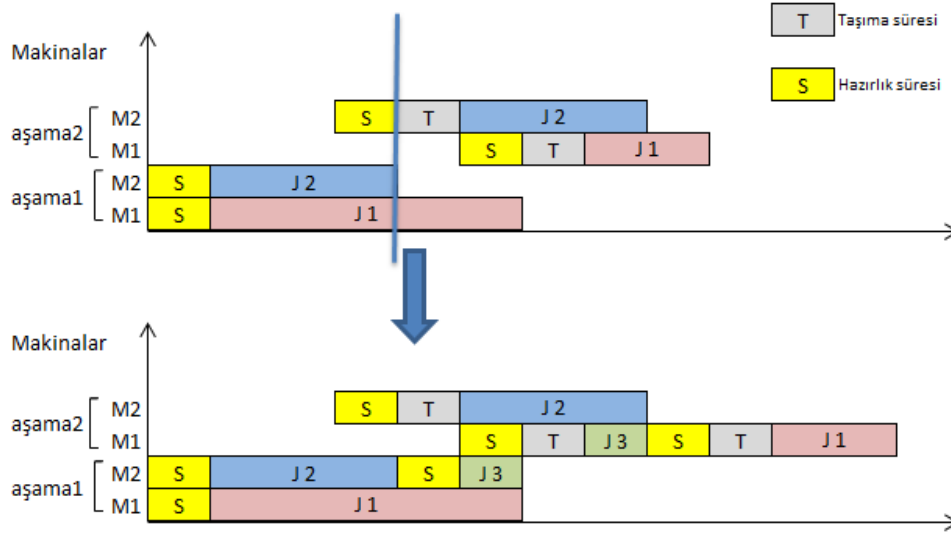 T Taşıma süresi
Makinalar
S Hazırlık süresi
aşama2 M2 S T J 2
M1 S T J 1
aşama1 M2 S J 2
M1 S J 1
Makinalar
aşama2 M2 S T J 2
M1 S T J 3 S T J 1
aşama1 M2 S J 2 S J 3
M1 S J 1